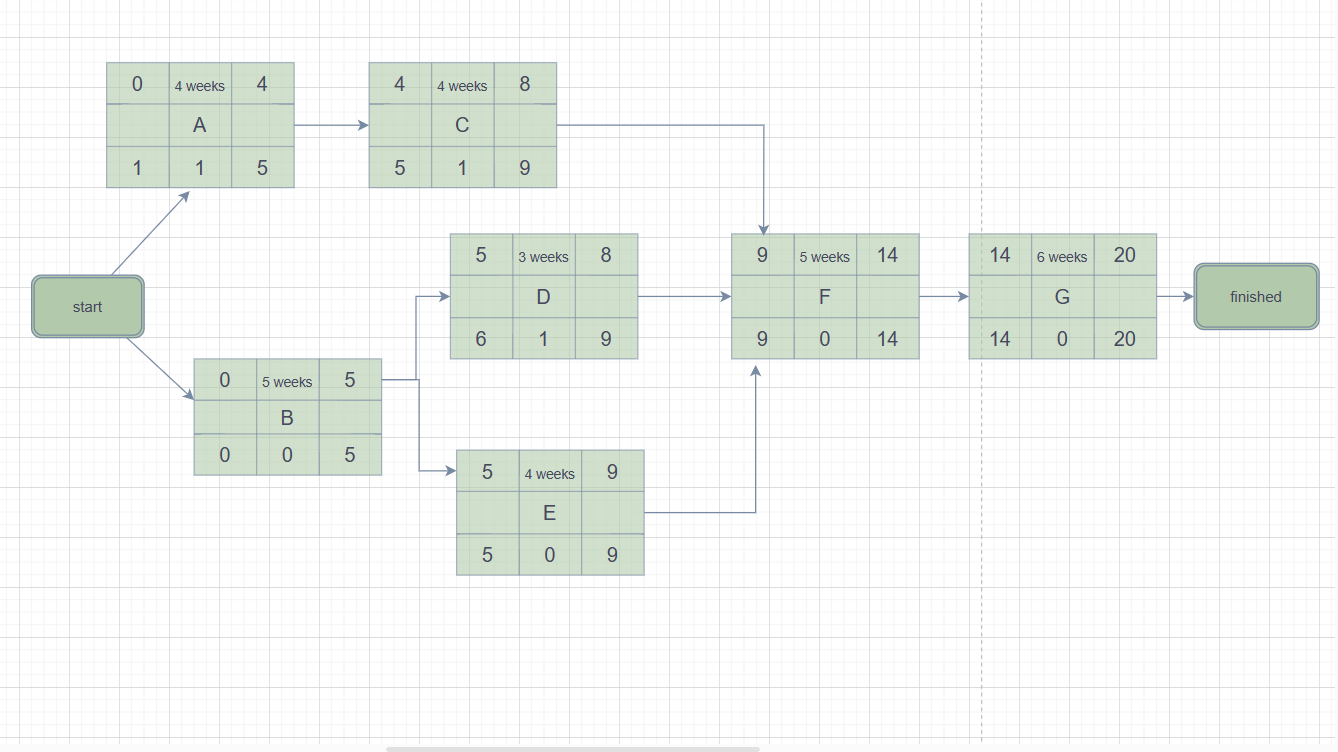 0 4 weeks 4
A
1 1 5
4 4 weeks 8
C
5 1 9
start
0 5 weeks 5
B
0 0 5
5 3 weeks 8
D
6 1 9
5 4 weeks 9
E
5 0 9
9 5 weeks 14
F
9 0 14
14 6 weeks 20
G
14 0 20
finished